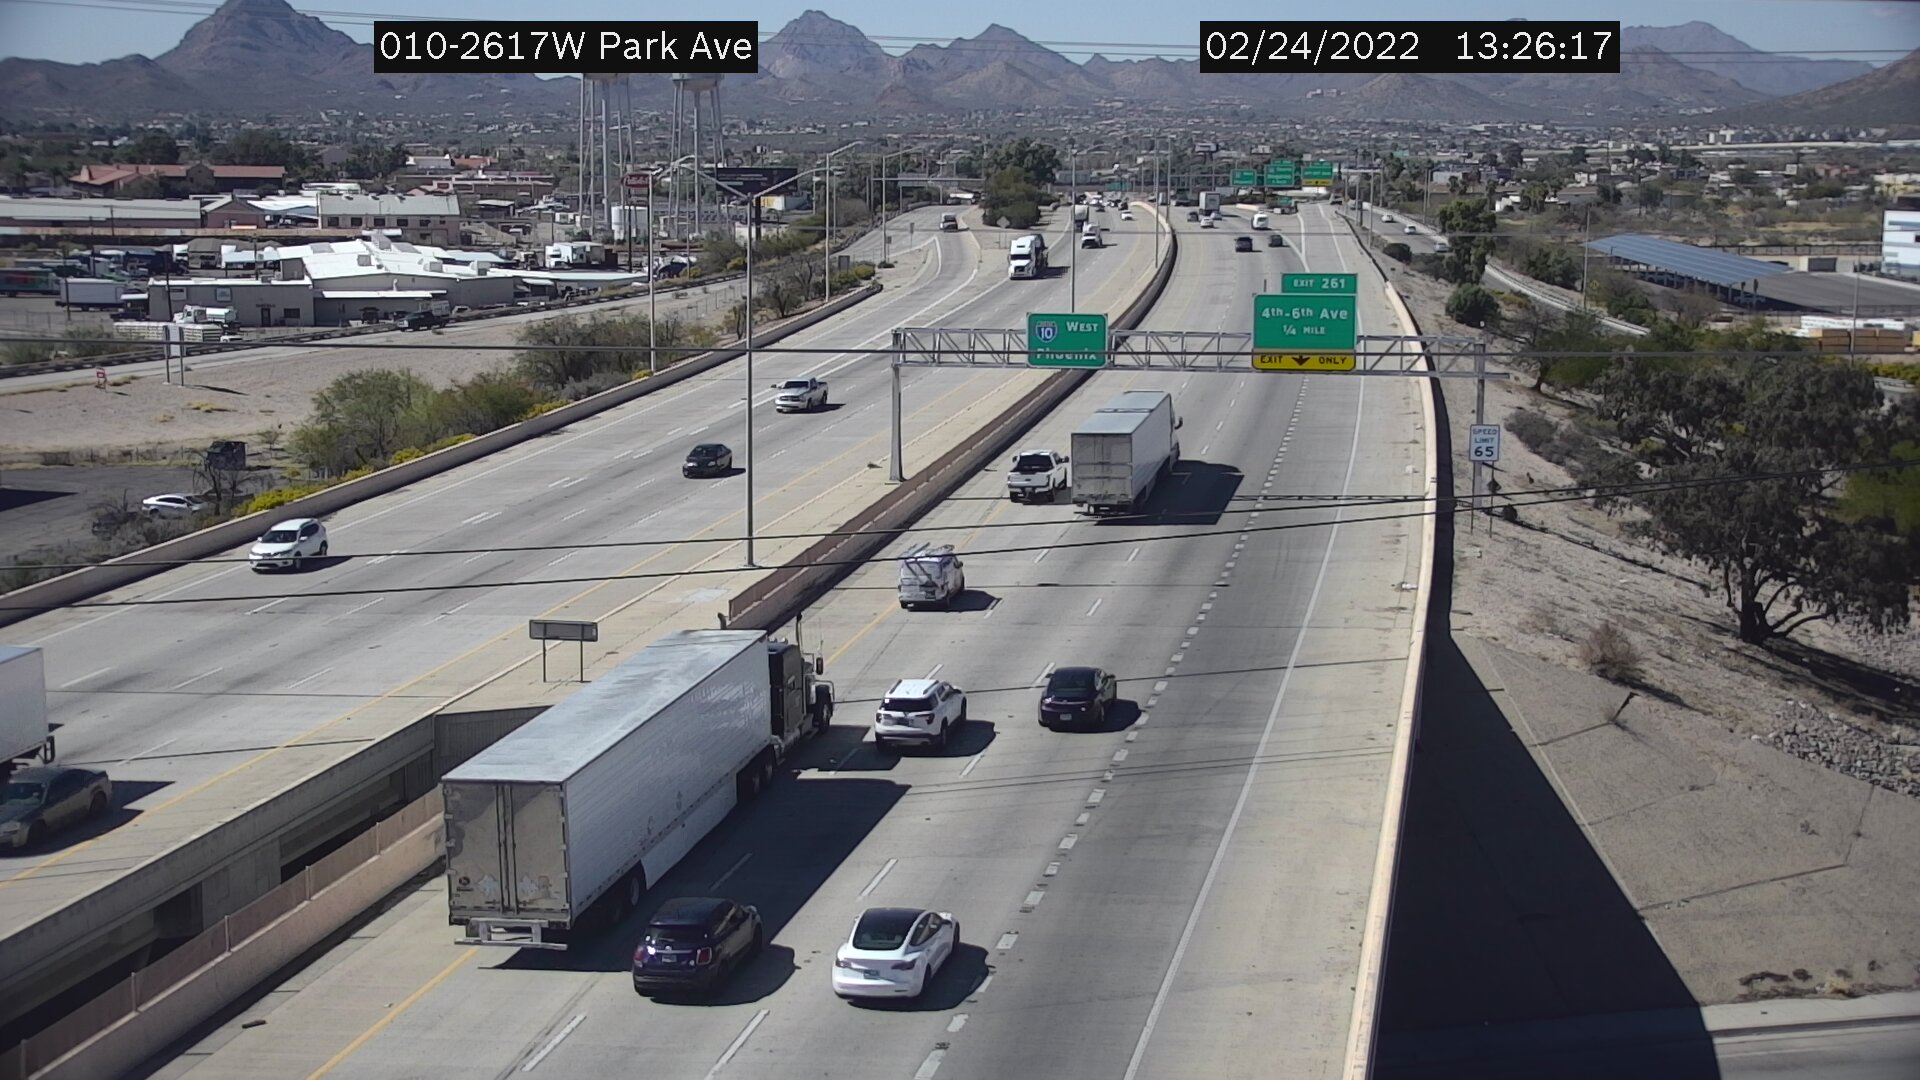 010-2617W Park Ave
02/24/2022 13:26:17
EXIT 261
4th-6th Ave
1/4 MILE
EXIT ONLY
10 WEST
Phoenix
SPEED
LIMIT
65